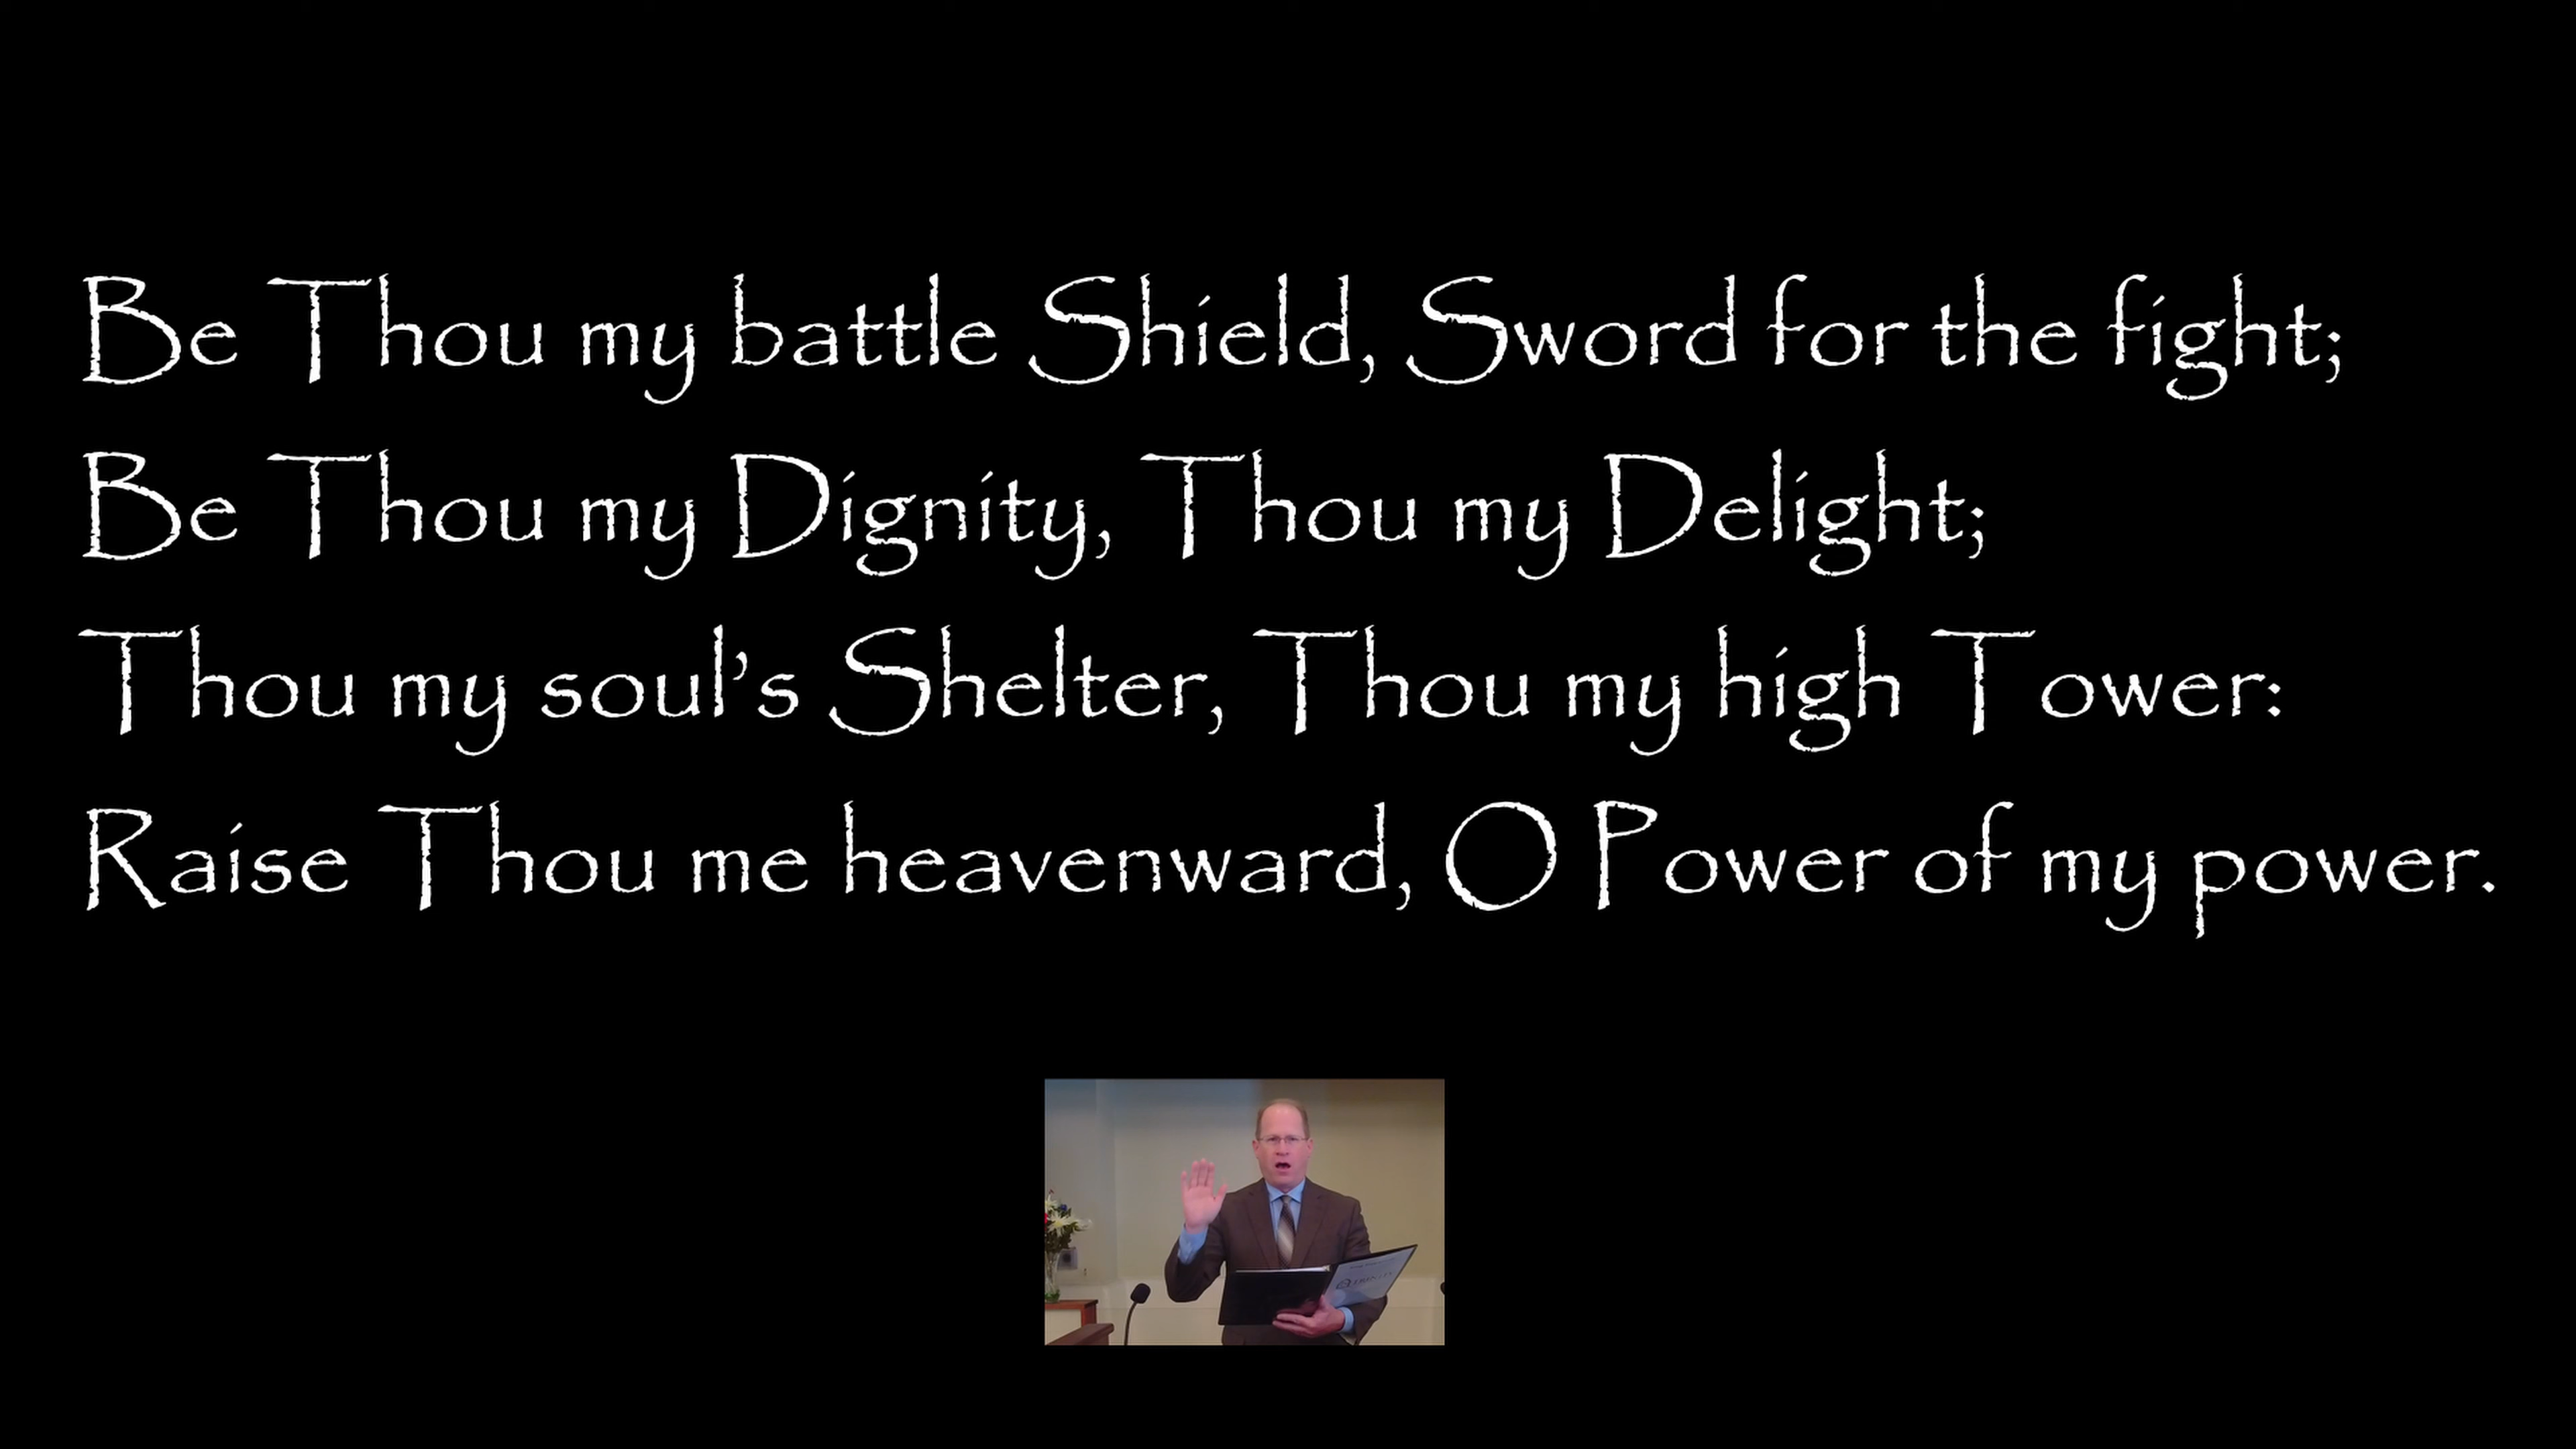 Be Thou my battle Shield, Sword for the fight;
Be Thou my Dignity, Thou my Delight;
Thou my soul’s Shelter, Thou my high Tower:
Raise Thou me heavenward, O Power of my power.